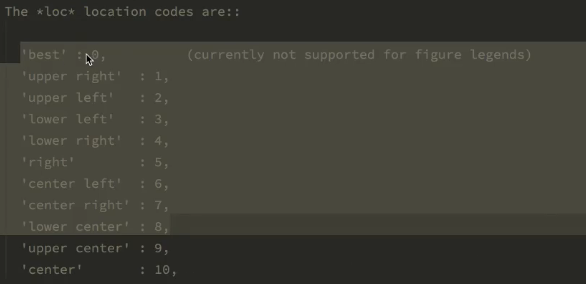 The *loc* location codes are::
'best' : 0, (currently not supported for figure legends)
'upper right' : 1,
'upper left' : 2,
'lower left' : 3,
'lower right' : 4,
'right' : 5,
'center left' : 6,
'center right' : 7,
'lower center' : 8,
'upper center' : 9,
'center' : 10,